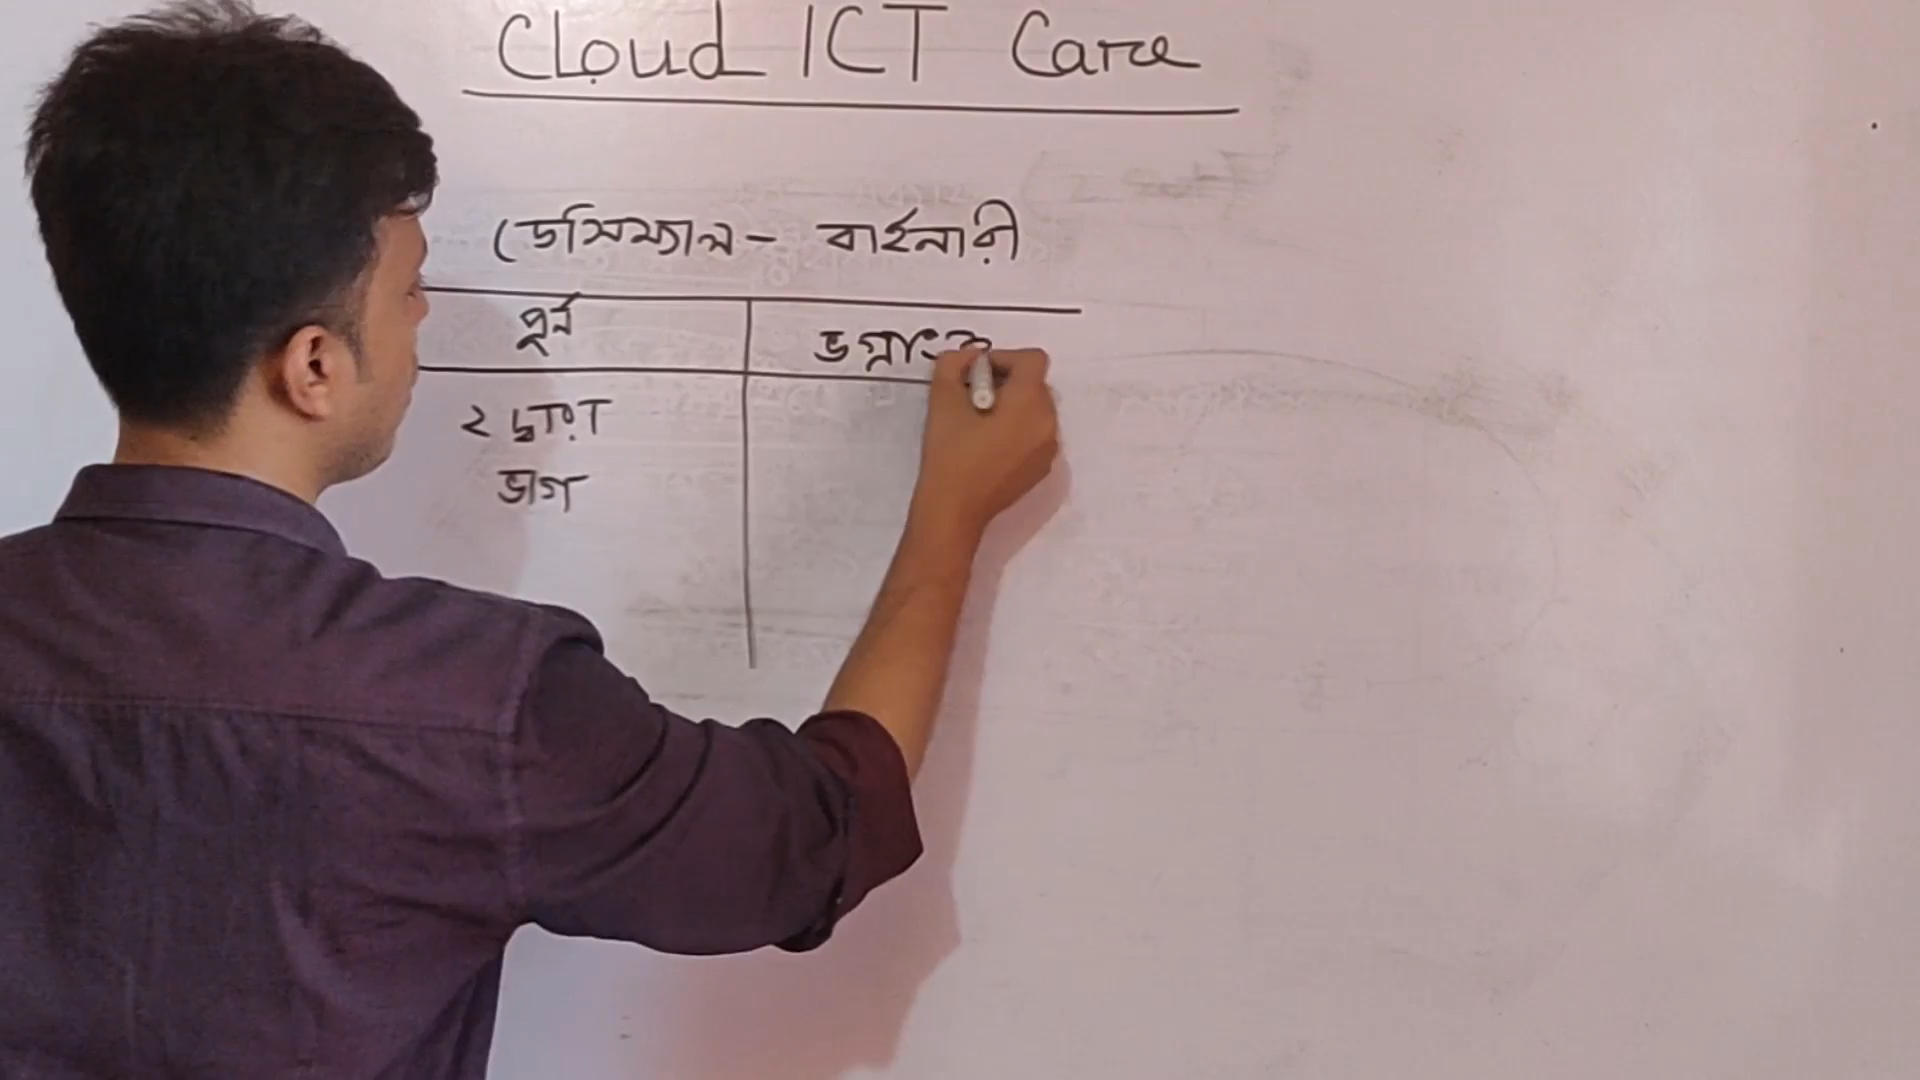 Cloud ICT Care
ডেসিম্যাল - বাইনারী
পূর্ন ভগ্নাংশ
২ দ্বারা
ভাগ